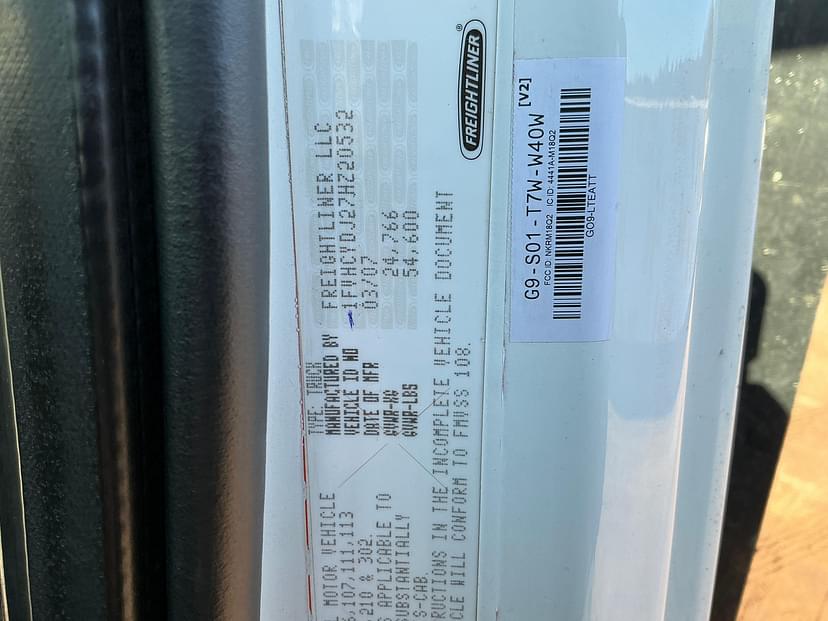 TYPE: TRUCK
MANUFACTURED BY FREIGHTLINER LLC
VEHICLE ID NO 1FVHCYDJ27HZ20532
DATE OF MFR 03/07
GVWR-KG 24,766
GVWR-LBS 54,600
MOTOR VEHICLE
,107,111,113
210 & 302.
APPLICABLE TO
SUBSTANTIALLY
S-CAB.
RUCTIONS IN THE INCOMPLETE VEHICLE DOCUMENT
CLE WILL CONFORM TO FMVSS 108.
FREIGHTLINER®
G9-S01-T7W-W40W [V2]
FCC ID: NKRM18Q2 IC ID: 4441A-M18Q2
GO9-LTEATT